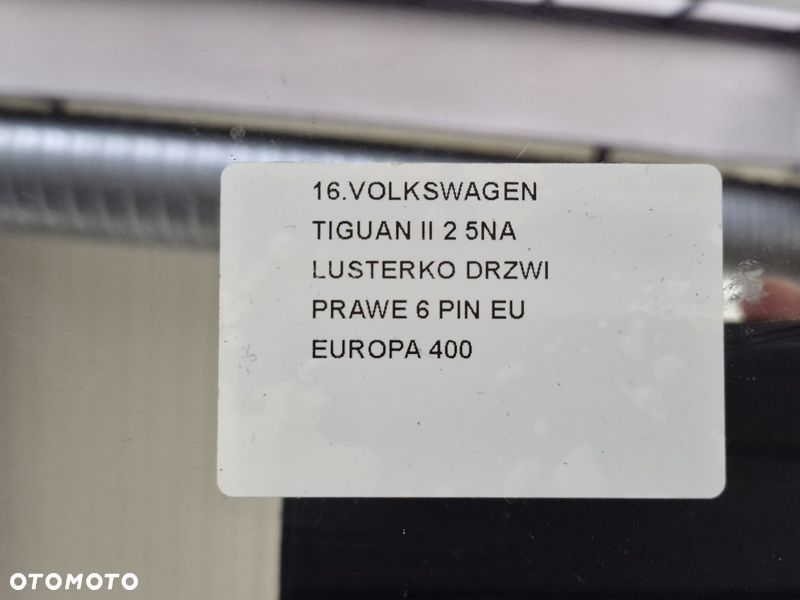 16.VOLKSWAGEN
TIGUAN II 2 5NA
LUSTERKO DRZWI
PRAWE 6 PIN EU
EUROPA 400
OTOMOTO